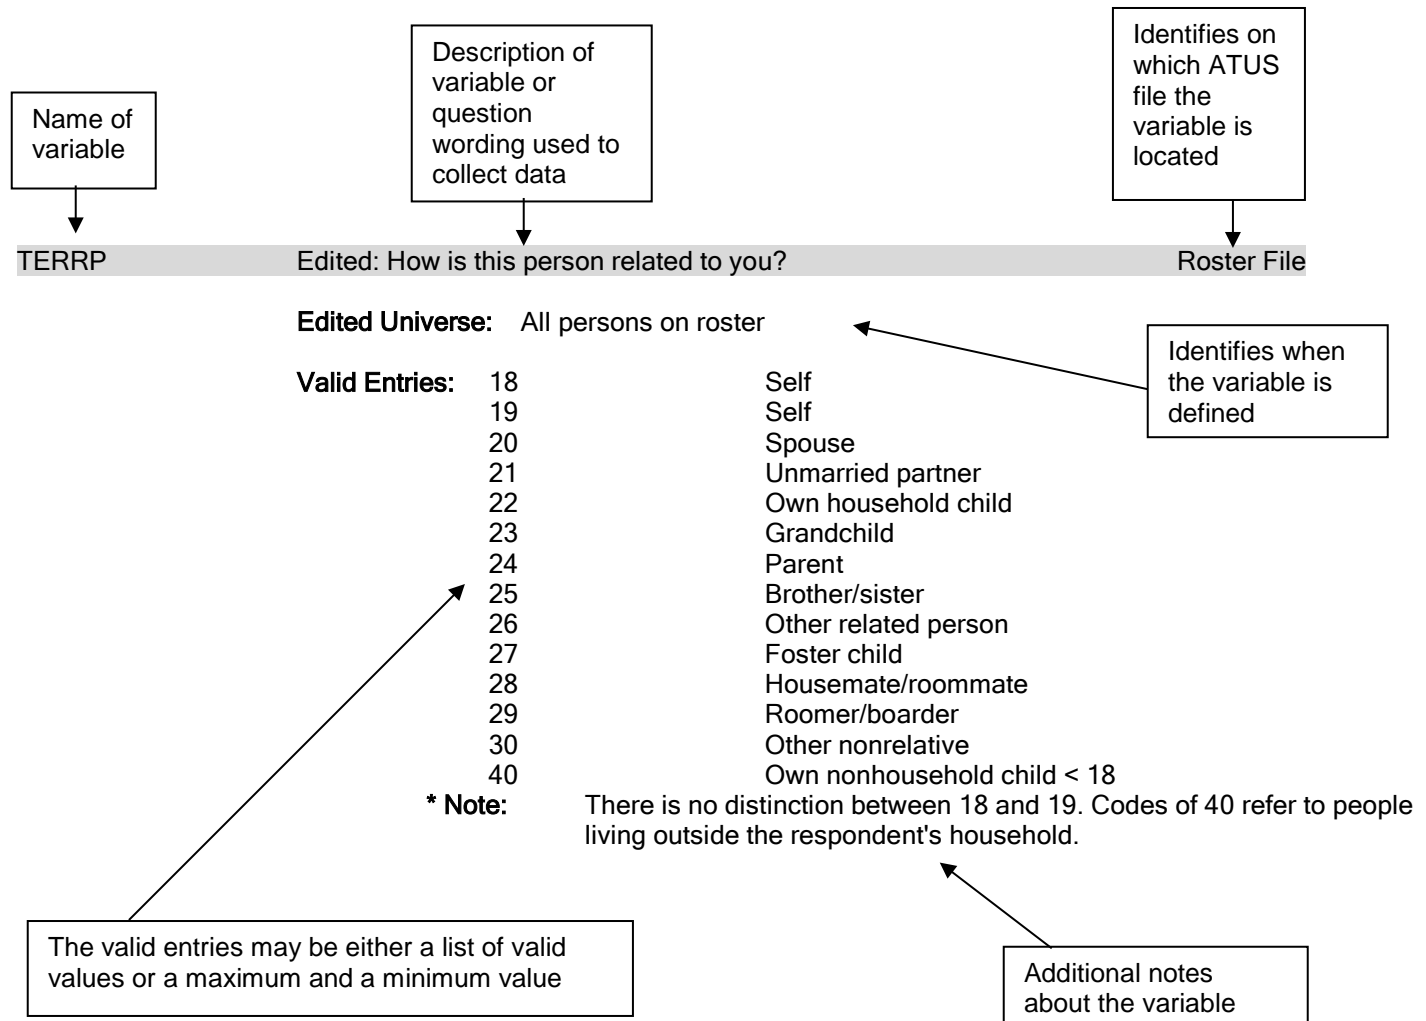 Name of
variable
Description of
variable or
question
wording used to
collect data
Identifies on
which ATUS
file the
variable is
located
TERRP Edited: How is this person related to you? Roster File
Edited Universe: All persons on roster
Identifies when
the variable is
defined
Valid Entries: 18 Self
19 Self
20 Spouse
21 Unmarried partner
22 Own household child
23 Grandchild
24 Parent
25 Brother/sister
26 Other related person
27 Foster child
28 Housemate/roommate
29 Roomer/boarder
30 Other nonrelative
40 Own nonhousehold child < 18
* Note: There is no distinction between 18 and 19. Codes of 40 refer to people
living outside the respondent's household.
The valid entries may be either a list of valid
values or a maximum and a minimum value
Additional notes
about the variable